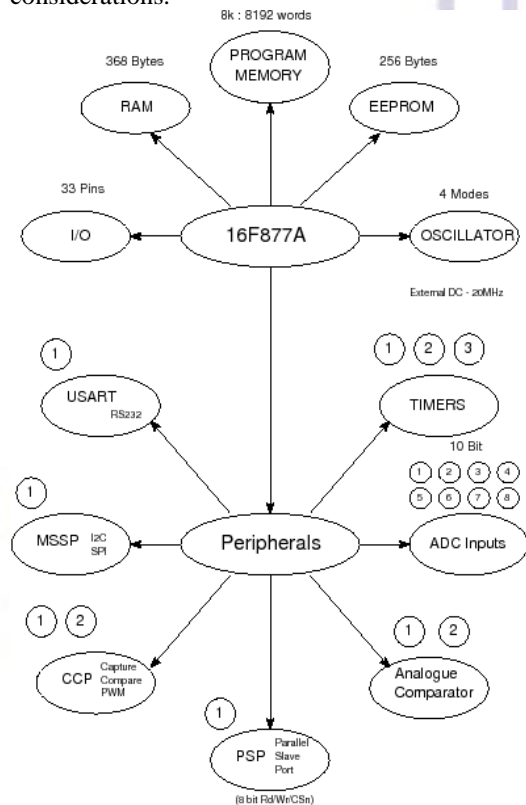 considerations.
8k : 8192 words
PROGRAM
MEMORY
368 Bytes
RAM
256 Bytes
EEPROM
33 Pins
I/O
16F877A
4 Modes
OSCILLATOR
External DC - 20MHz
1
USART
RS232
1 2 3
TIMERS
10 Bit
1 2 3 4
5 6 7 8
ADC Inputs
1
MSSP
I2C
SPI
Peripherals
1 2
CCP
Capture
Compare
PWM
1 2
Analogue
Comparator
1
PSP
Parallel
Slave
Port
(8 bit Rd/Wr/CSn)